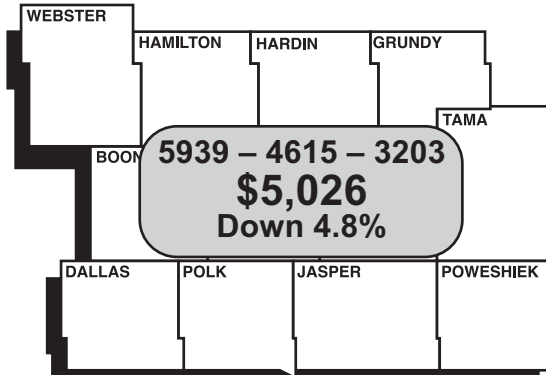 WEBSTER
HAMILTON HARDIN GRUNDY
TAMA
BOON
5939 – 4615 – 3203
$5,026
Down 4.8%
DALLAS POLK JASPER POWESHIEK